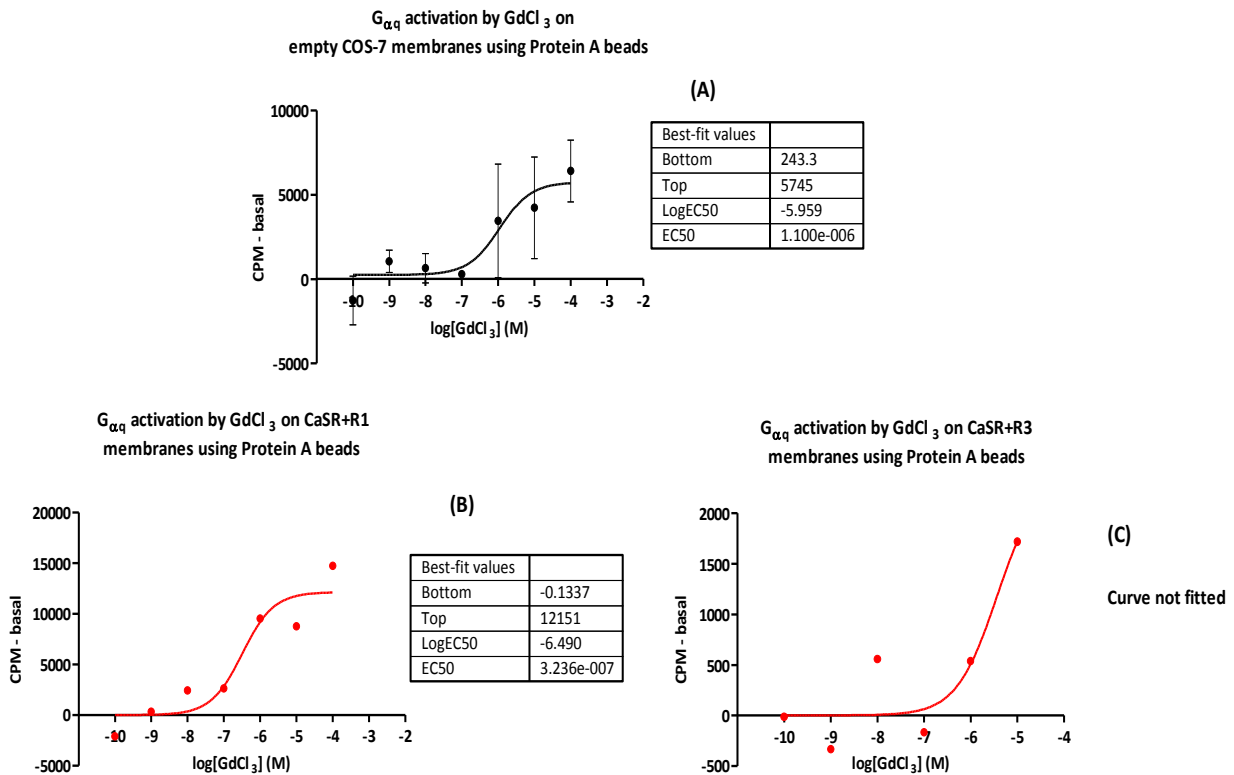 Gαq activation by GdCl 3 on
empty COS-7 membranes using Protein A beads
(A)
10000
5000
0
-5000
CPM - basal
-10 -9 -8 -7 -6 -5 -4 -3 -2
log[GdCl 3] (M)
Best-fit values
Bottom 243.3
Top 5745
LogEC50 -5.959
EC50 1.100e-006
Gαq activation by GdCl 3 on CaSR+R1
membranes using Protein A beads
(B)
20000
15000
10000
5000
0
-5000
CPM - basal
-10 -9 -8 -7 -6 -5 -4 -3 -2
log[GdCl 3] (M)
Best-fit values
Bottom -0.1337
Top 12151
LogEC50 -6.490
EC50 3.236e-007
Gαq activation by GdCl 3 on CaSR+R3
membranes using Protein A beads
(C)
2000
1500
1000
500
0
-500
CPM - basal
-10 -9 -8 -7 -6 -5 -4
log[GdCl 3] (M)
Curve not fitted